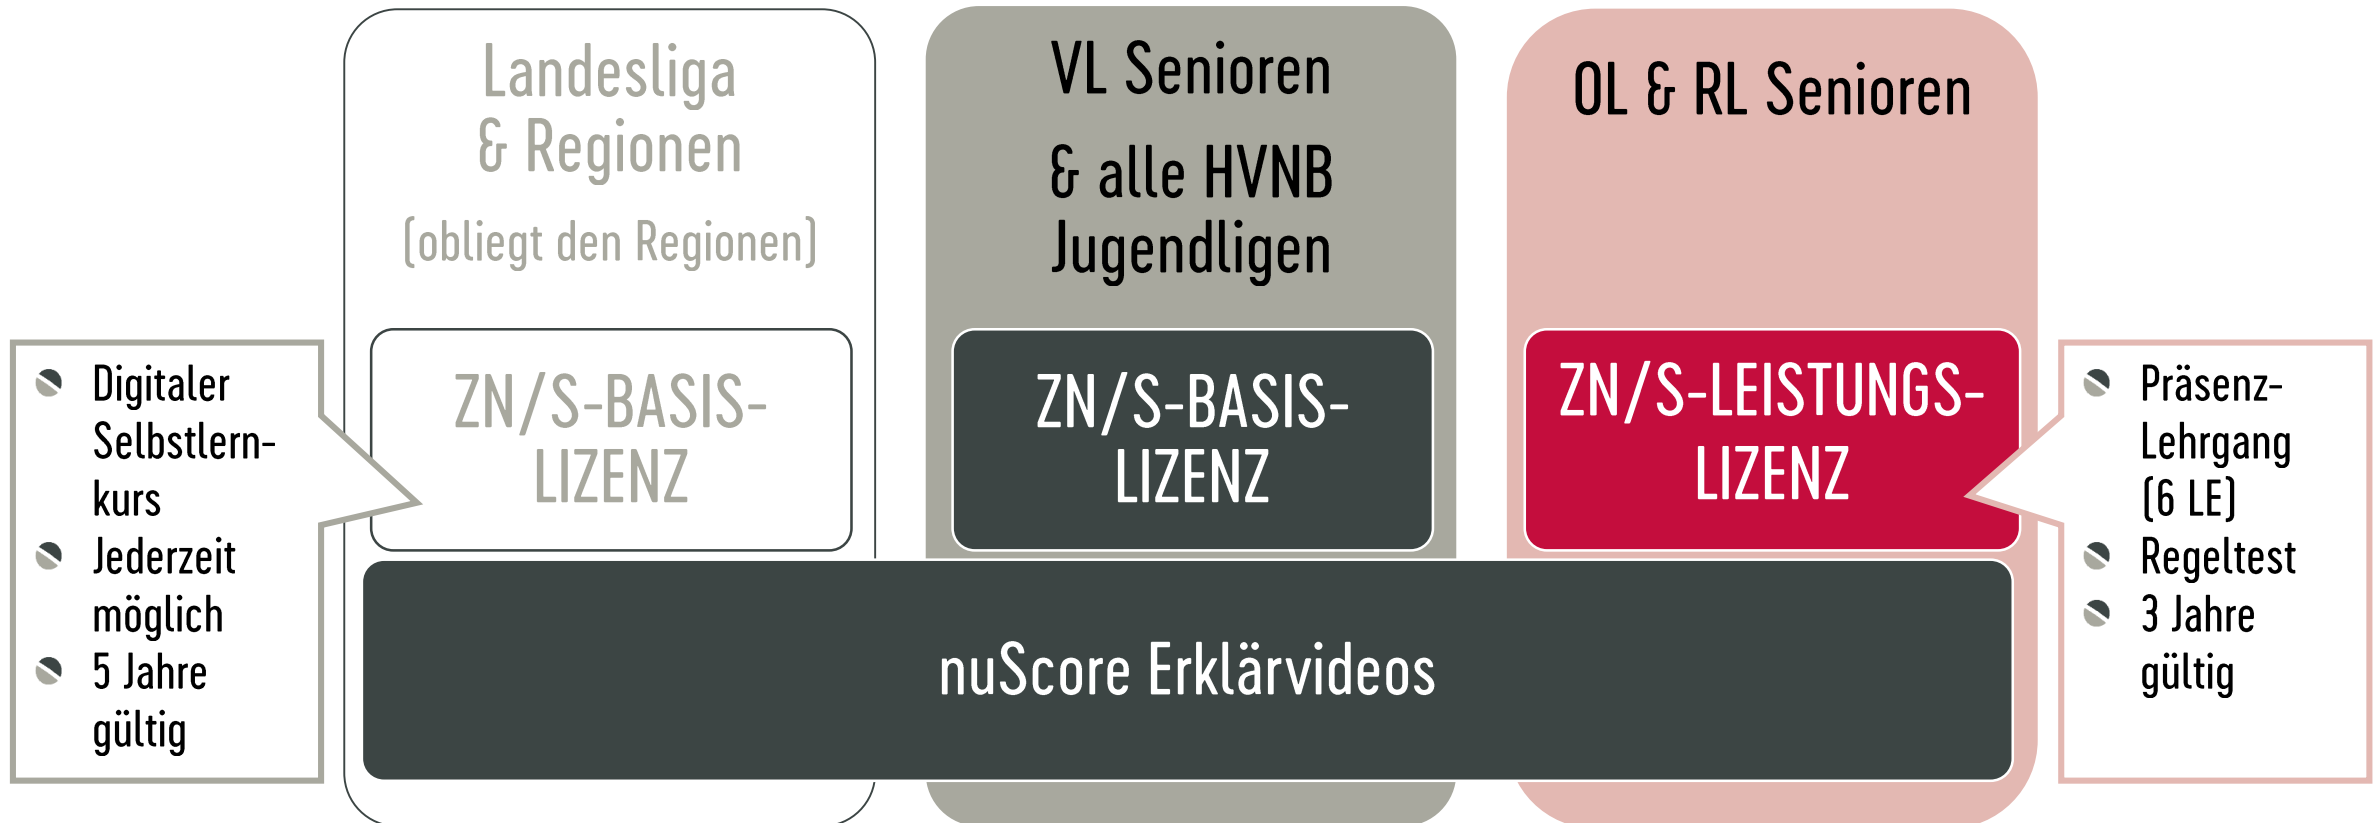 Landesliga
& Regionen
(obliegt den Regionen)
VL Senioren
& alle HVNB
Jugendligen
OL & RL Senioren
Digitaler
Selbstlern-
kurs
Jederzeit
möglich
5 Jahre
gültig
ZN/S-BASIS-
LIZENZ
ZN/S-BASIS-
LIZENZ
ZN/S-LEISTUNGS-
LIZENZ
Präsenz-
Lehrgang
(6 LE)
Regeltest
3 Jahre
gültig
nuScore Erklärvideos